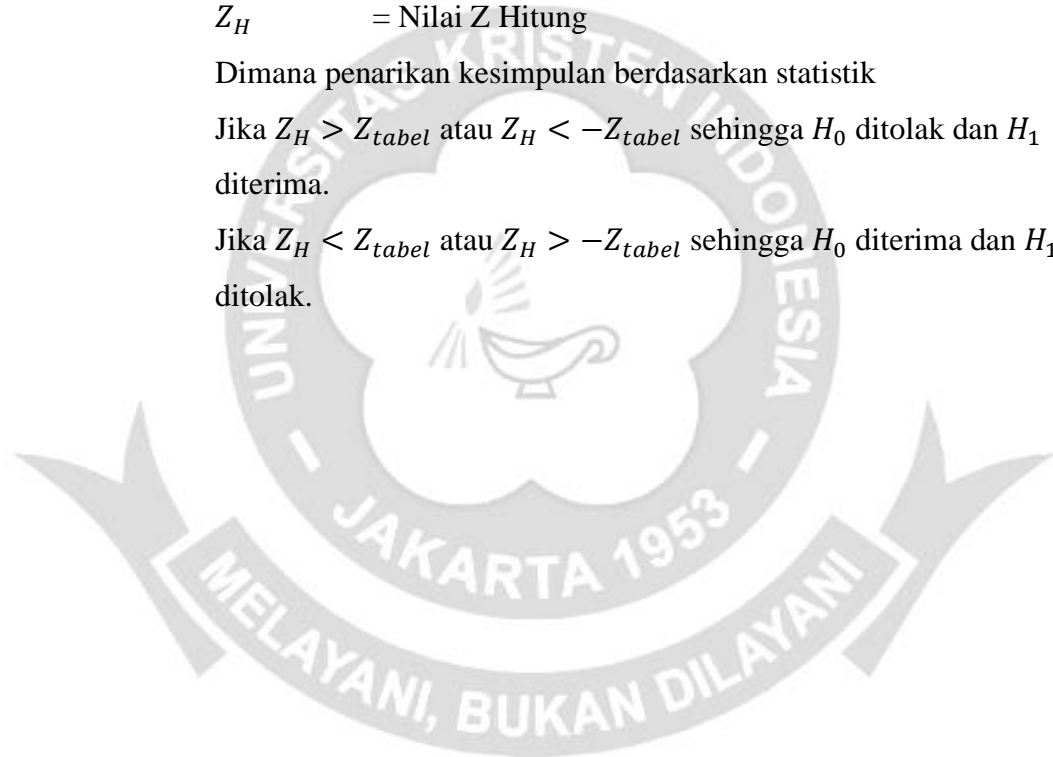 Z_H = Nilai Z Hitung
Dimana penarikan kesimpulan berdasarkan statistik
Jika Z_H > Z_tabel atau Z_H < −Z_tabel sehingga H_0 ditolak dan H_1
diterima.
Jika Z_H < Z_tabel atau Z_H > −Z_tabel sehingga H_0 diterima dan H_1
ditolak.
UNIVERSITAS KRISTEN INDONESIA
– JAKARTA 1953 –
MELAYANI, BUKAN DILAYANI